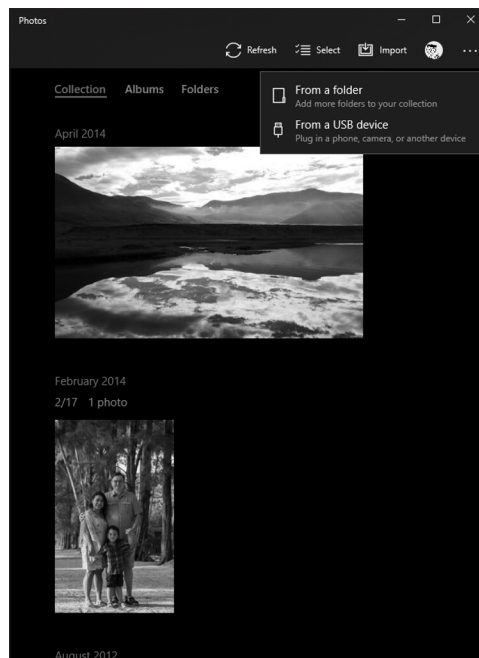 Photos
Refresh Select Import
Collection Albums Folders
From a folder
Add more folders to your collection
From a USB device
Plug in a phone, camera, or another device
April 2014
February 2014
2/17 1 photo
August 2012